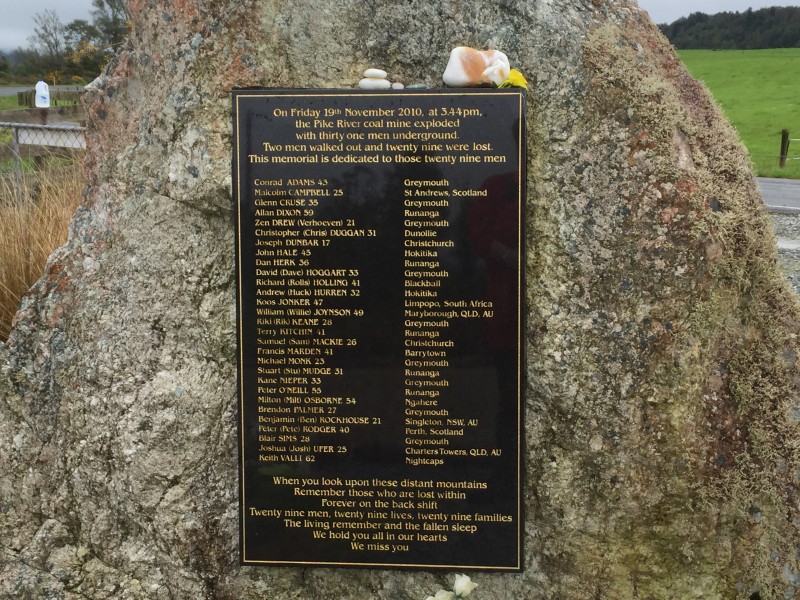 On Friday 19th November 2010, at 3.44pm,
the Pike River coal mine exploded
with thirty one men underground.
Two men walked out and twenty nine were lost.
This memorial is dedicated to those twenty nine men
Conrad ADAMS 43 Greymouth
Malcolm CAMPBELL 25 St Andrews, Scotland
Glenn CRUSE 35 Greymouth
Allan DIXON 59 Runanga
Zen DREW (Verhoeven) 21 Greymouth
Christopher (Chris) DUGGAN 31 Dunollie
Joseph DUNBAR 17 Christchurch
John HALE 45 Hokitika
Dan HERK 36 Runanga
David (Dave) HOGGART 33 Greymouth
Richard (Rolls) HOLLING 41 Blackball
Andrew (Huck) HURREN 32 Hokitika
Koos JONKER 47 Limpopo, South Africa
William (Willie) JOYNSON 49 Maryborough, QLD, AU
Riki (Rik) KEANE 28 Greymouth
Terry KITCHIN 41 Runanga
Samuel (Sam) MACKIE 26 Christchurch
Francis MARDEN 41 Barrytown
Michael MONK 23 Greymouth
Stuart (Stu) MUDGE 31 Runanga
Kane NIEPER 33 Greymouth
Peter O'NEILL 55 Runanga
Milton (Milt) OSBORNE 54 Ngahere
Brendon PALMER 27 Greymouth
Benjamin (Ben) ROCKHOUSE 21 Singleton, NSW, AU
Peter (Pete) RODGER 40 Perth, Scotland
Blair SIMS 28 Greymouth
Joshua (Josh) UFER 25 Charters Towers, QLD, AU
Keith VALLI 62 Nightcaps
When you look upon these distant mountains
Remember those who are lost within
Forever on the back shift
Twenty nine men, twenty nine lives, twenty nine families
The living remember and the fallen sleep
We hold you all in our hearts
We miss you